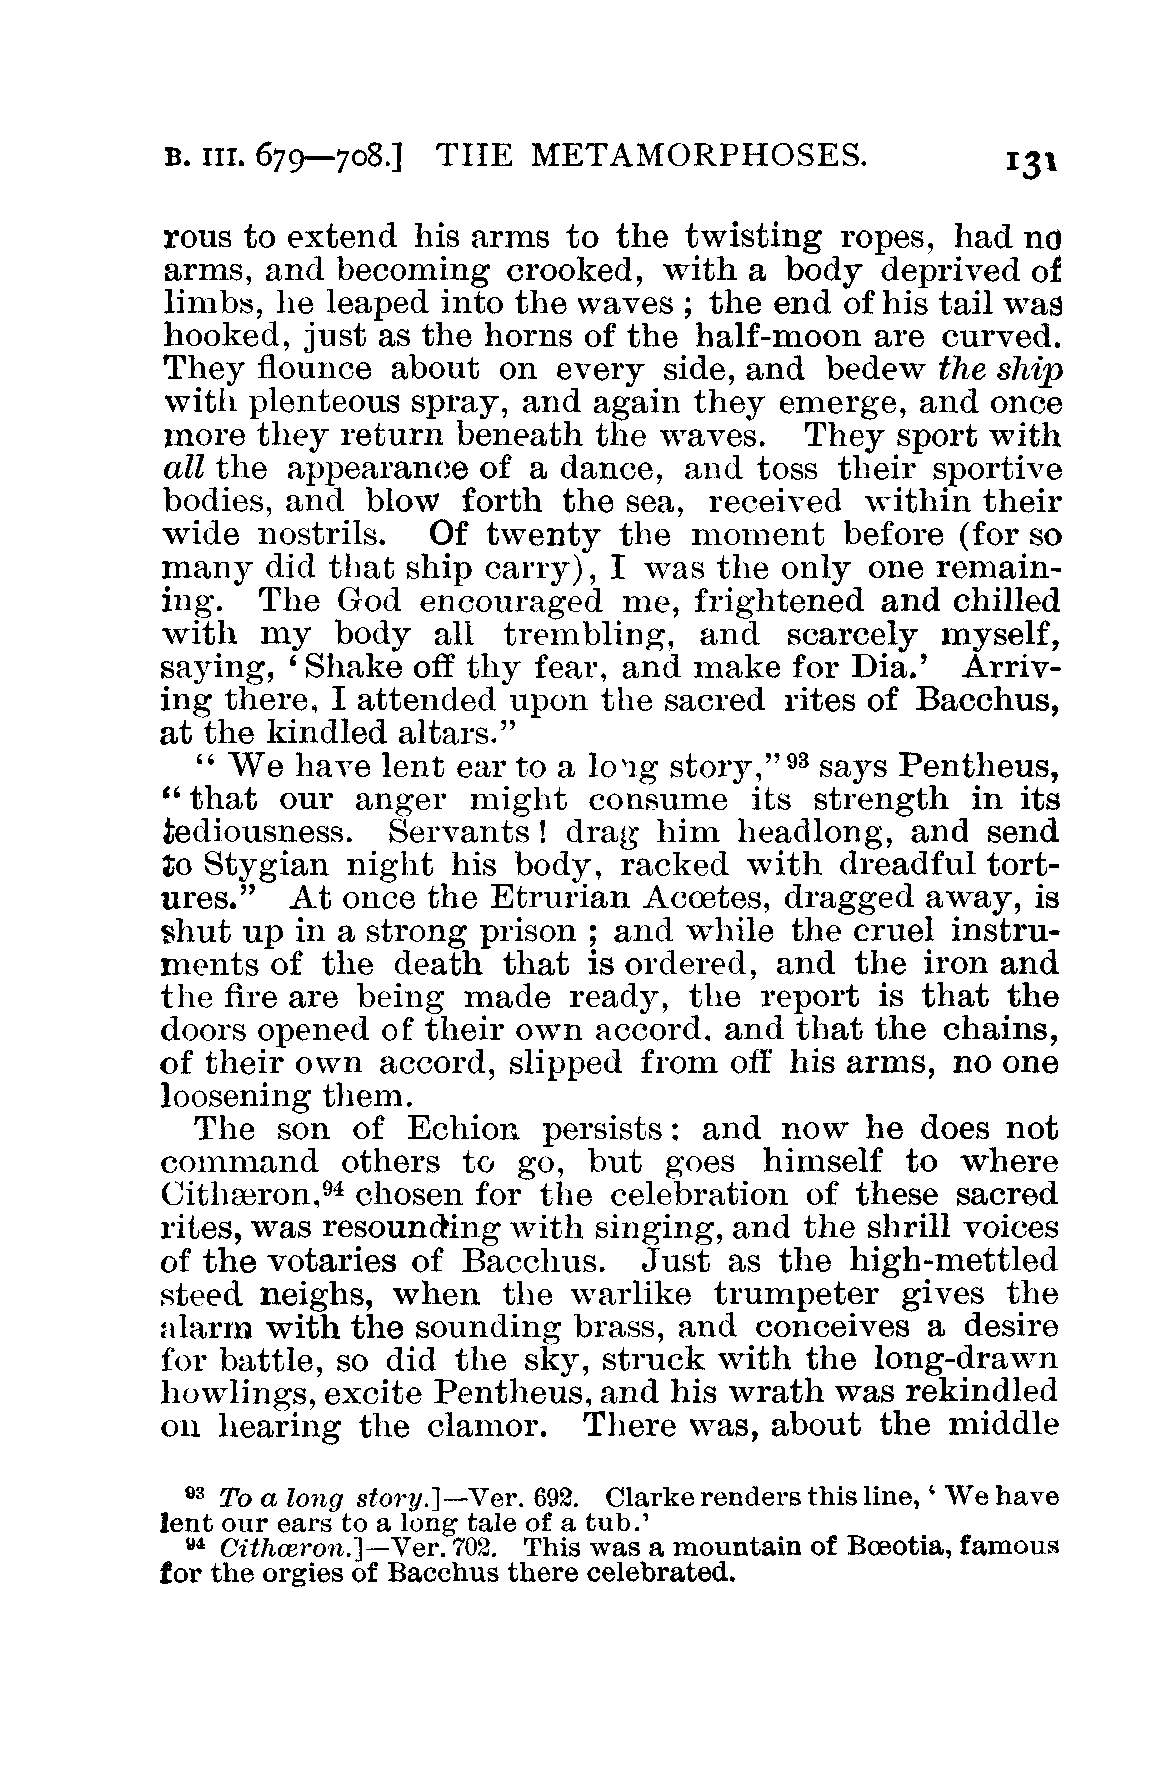 B. III. 679—708.] THE METAMORPHOSES. 131
rous to extend his arms to the twisting ropes, had no
arms, and becoming crooked, with a body deprived of
limbs, he leaped into the waves ; the end of his tail was
hooked, just as the horns of the half-moon are curved.
They flounce about on every side, and bedew the ship
with plenteous spray, and again they emerge, and once
more they return beneath the waves. They sport with
all the appearance of a dance, and toss their sportive
bodies, and blow forth the sea, received within their
wide nostrils. Of twenty the moment before (for so
many did that ship carry), I was the only one remain-
ing. The God encouraged me, frightened and chilled
with my body all trembling, and scarcely myself,
saying, ‘Shake off thy fear, and make for Dia.’ Arriv-
ing there, I attended upon the sacred rites of Bacchus,
at the kindled altars.”
“ We have lent ear to a long story,”⁹³ says Pentheus,
“that our anger might consume its strength in its
tediousness. Servants ! drag him headlong, and send
to Stygian night his body, racked with dreadful tort-
ures.” At once the Etrurian Acœtes, dragged away, is
shut up in a strong prison ; and while the cruel instru-
ments of the death that is ordered, and the iron and
the fire are being made ready, the report is that the
doors opened of their own accord, and that the chains,
of their own accord, slipped from off his arms, no one
loosening them.
The son of Echion persists : and now he does not
command others to go, but goes himself to where
Cithæron,⁹⁴ chosen for the celebration of these sacred
rites, was resounding with singing, and the shrill voices
of the votaries of Bacchus. Just as the high-mettled
steed neighs, when the warlike trumpeter gives the
alarm with the sounding brass, and conceives a desire
for battle, so did the sky, struck with the long-drawn
howlings, excite Pentheus, and his wrath was rekindled
on hearing the clamor. There was, about the middle
⁹³ To a long story.]—Ver. 692. Clarke renders this line, ‘ We have
lent our ears to a long tale of a tub.’
⁹⁴ Cithœron.]—Ver. 702. This was a mountain of Bœotia, famous
for the orgies of Bacchus there celebrated.